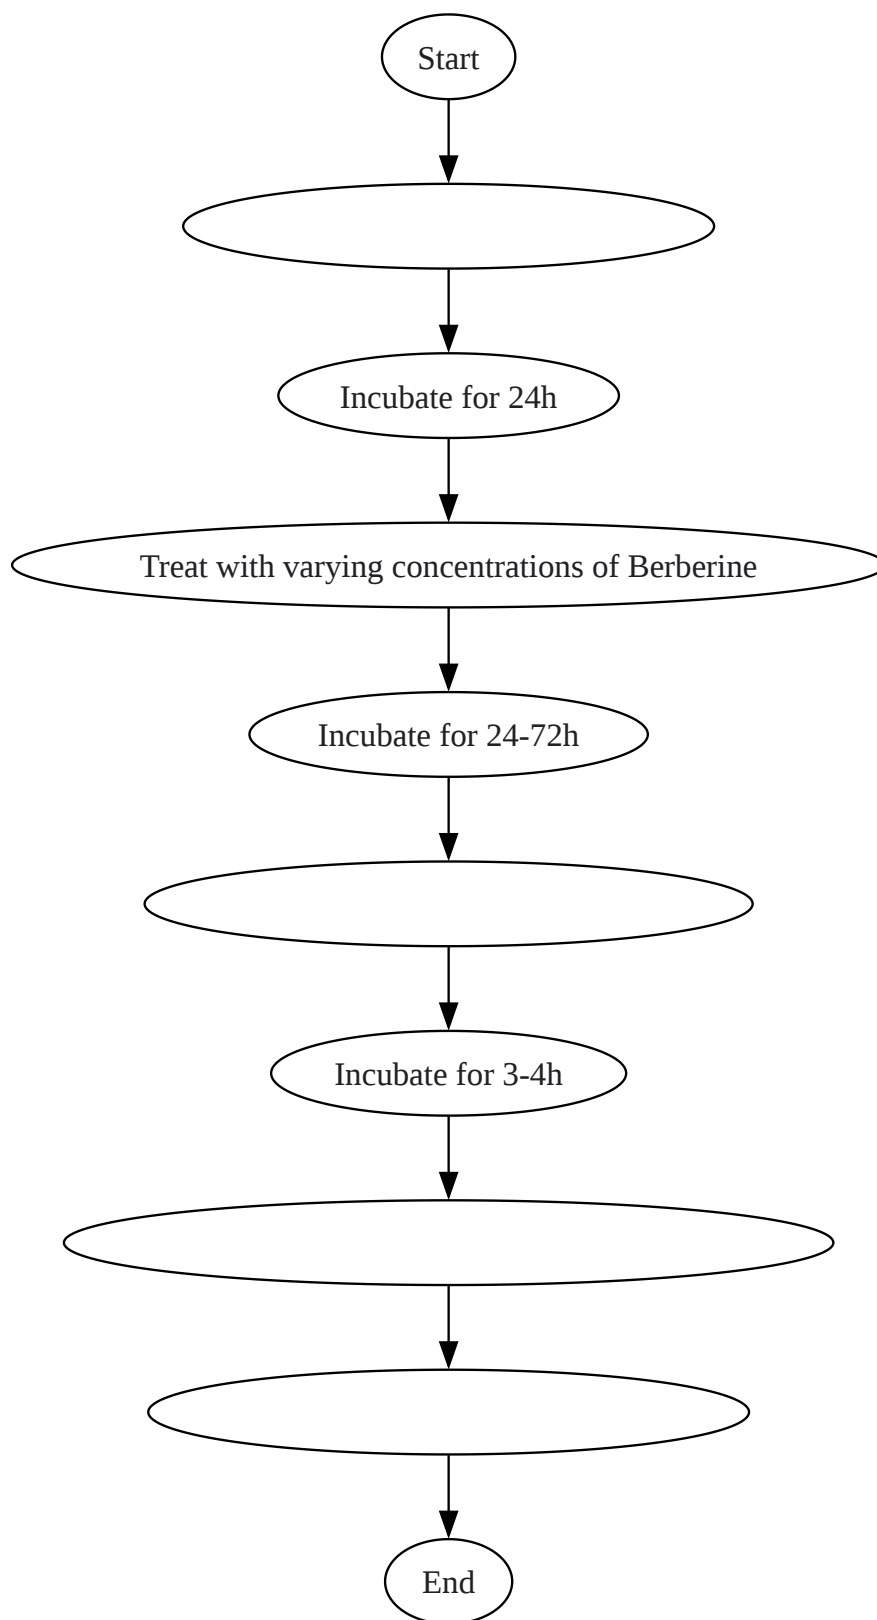 Start
Incubate for 24h
Treat with varying concentrations of Berberine
Incubate for 24-72h
Incubate for 3-4h
End